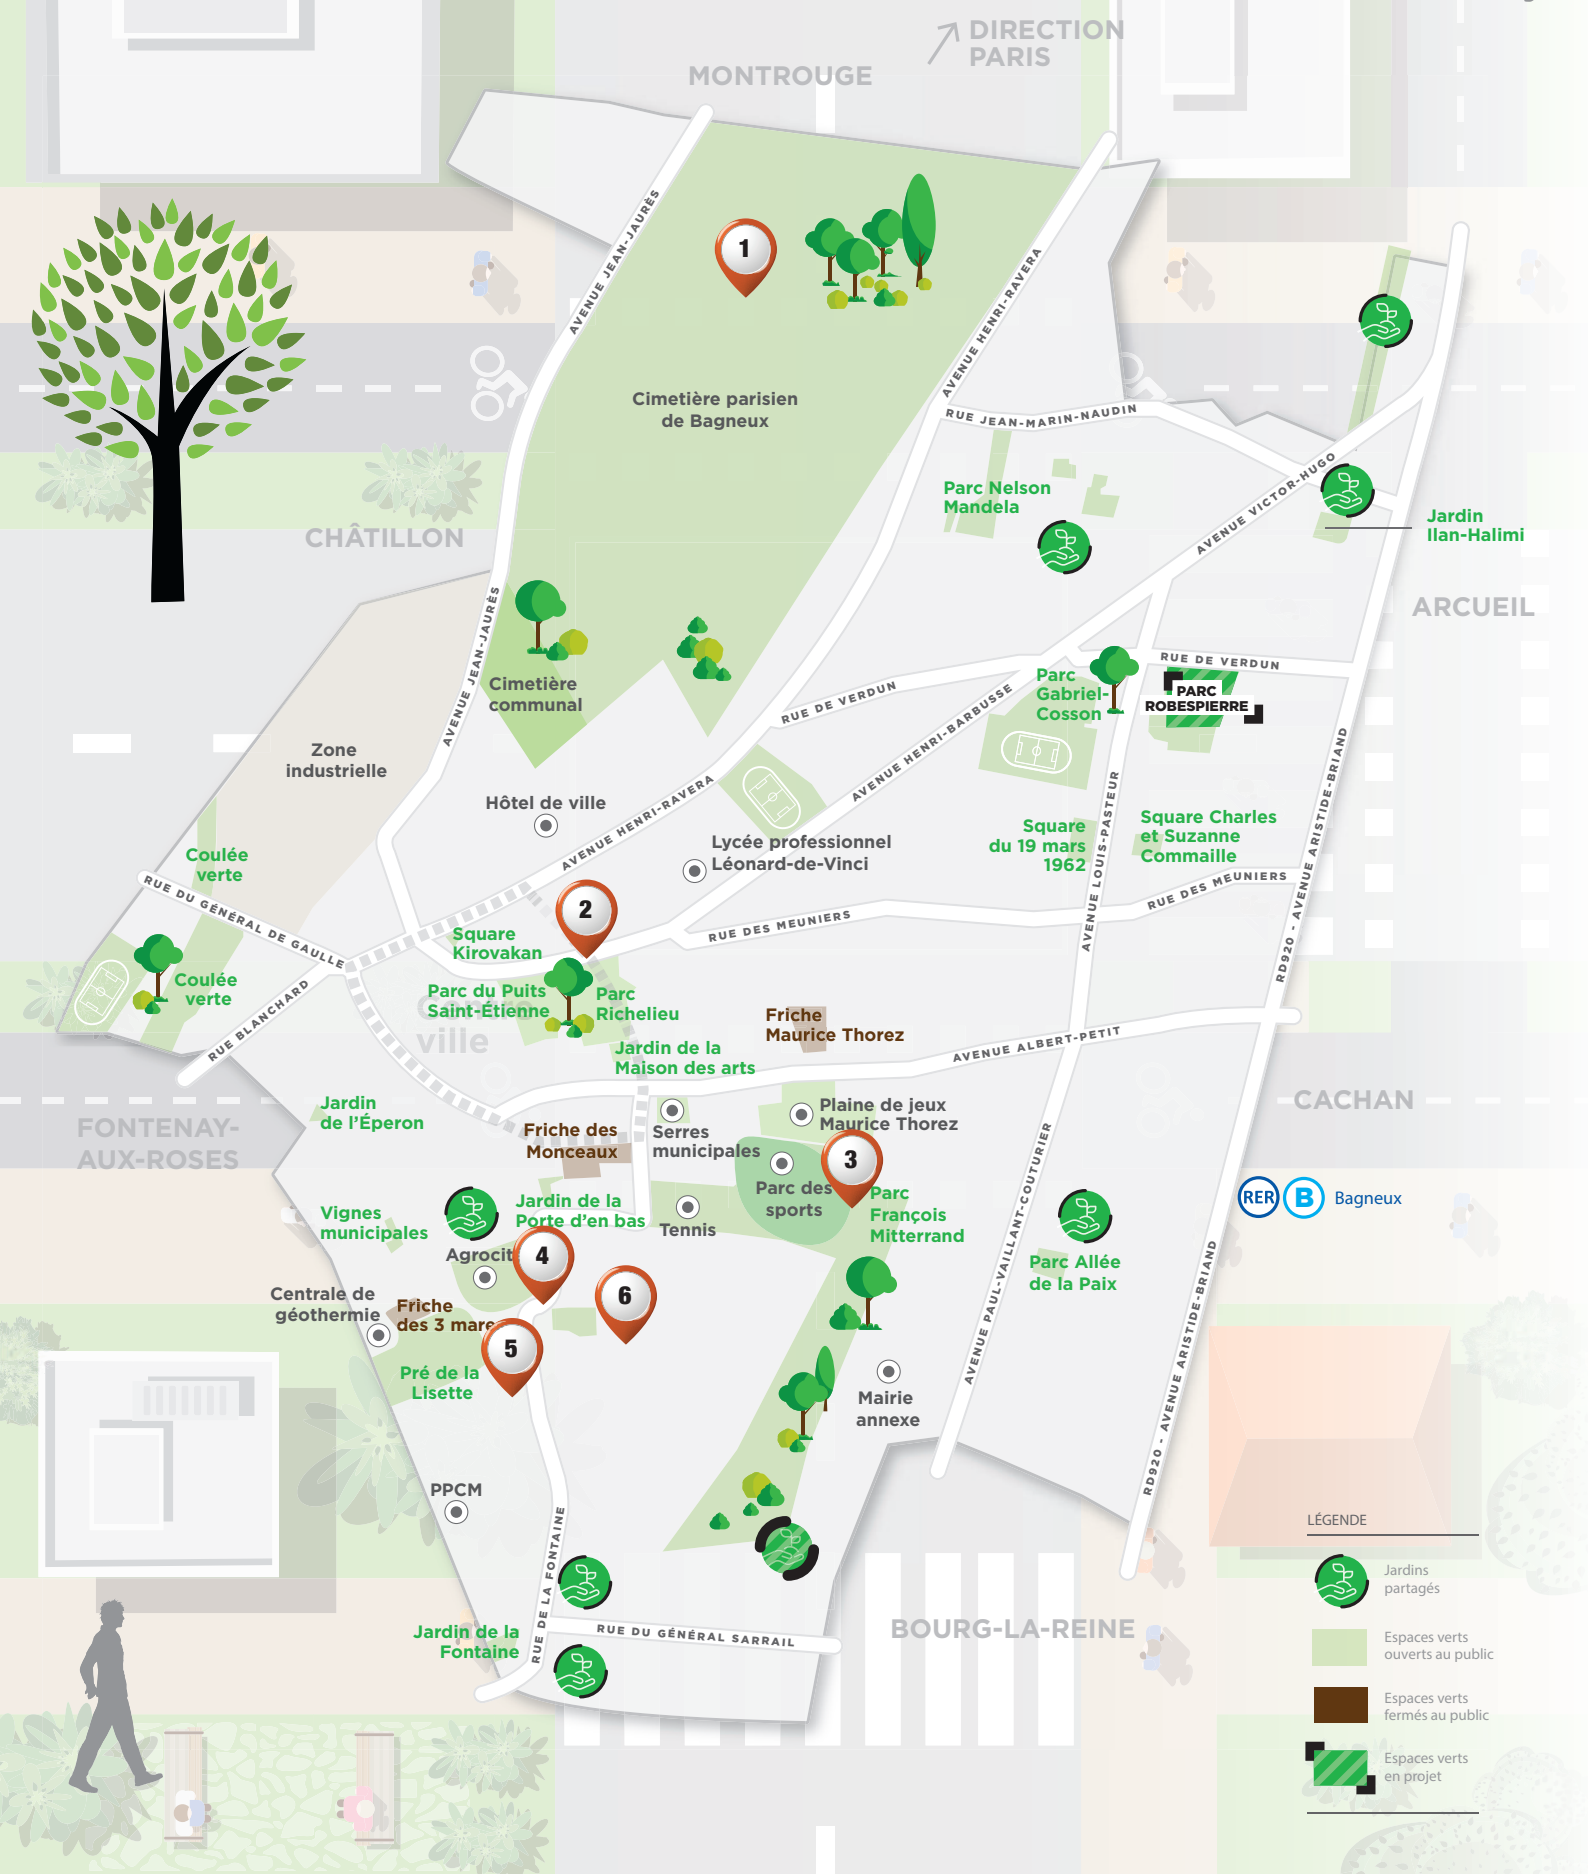 DIRECTION
PARIS
MONTROUGE
AVENUE JEAN-JAURÈS
1
AVENUE HENRI-RAVERA
Cimetière parisien
de Bagneux
RUE JEAN-MARIN-NAUDIN
AVENUE VICTOR-HUGO
Parc Nelson
Mandela
Jardin
Ilan-Halimi
CHÂTILLON
ARCUEIL
AVENUE JEAN-JAURÈS
Cimetière
communal
RUE DE VERDUN
RUE DE VERDUN
Parc
Gabriel-
Cosson
PARC
ROBESPIERRE
AVENUE HENRI-BARBUSSE
Zone
industrielle
Hôtel de ville
AVENUE HENRI-RAVERA
Lycée professionnel
Léonard-de-Vinci
Square
du 19 mars
1962
AVENUE LOUIS-PASTEUR
Square Charles
et Suzanne
Commaille
RD920 - AVENUE ARISTIDE-BRIAND
Coulée
verte
RUE DU GÉNÉRAL DE GAULLE
2
RUE DES MEUNIERS
RUE DES MEUNIERS
Square
Kirovakan
Coulée
verte
RUE BLANCHARD
Parc du Puits
Saint-Étienne
Parc
Richelieu
Centre
ville
Friche
Maurice Thorez
Jardin de la
Maison des arts
AVENUE ALBERT-PETIT
Jardin
de l'Éperon
FONTENAY-
AUX-ROSES
CACHAN
Friche des
Monceaux
Serres
municipales
Plaine de jeux
Maurice Thorez
3
Parc des
sports
Parc
François
Mitterrand
AVENUE PAUL-VAILLANT-COUTURIER
RER
B
Bagneux
Vignes
municipales
Jardin de la
Porte d'en bas
Tennis
Agrocit
4
Parc Allée
de la Paix
RD920 - AVENUE ARISTIDE-BRIAND
Centrale de
géothermie
Friche
des 3 mare
6
5
Pré de la
Lisette
Mairie
annexe
PPCM
RUE DE LA FONTAINE
Jardin de la
Fontaine
RUE DU GÉNÉRAL SARRAIL
BOURG-LA-REINE
LÉGENDE
Jardins
partagés
Espaces verts
ouverts au public
Espaces verts
fermés au public
Espaces verts
en projet